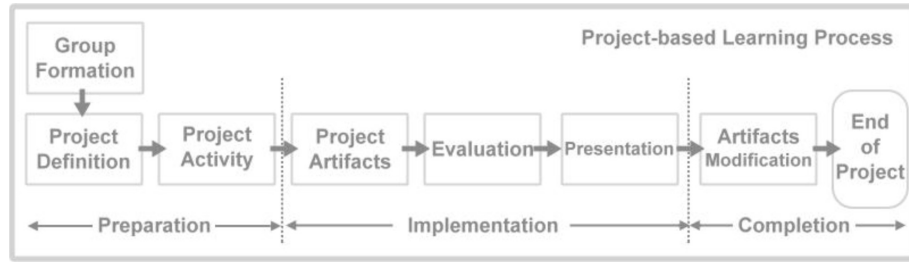 Project-based Learning Process
Group
Formation
Project
Definition
Project
Activity
Project
Artifacts
Evaluation
Presentation
Artifacts
Modification
End
of
Project
Preparation
Implementation
Completion